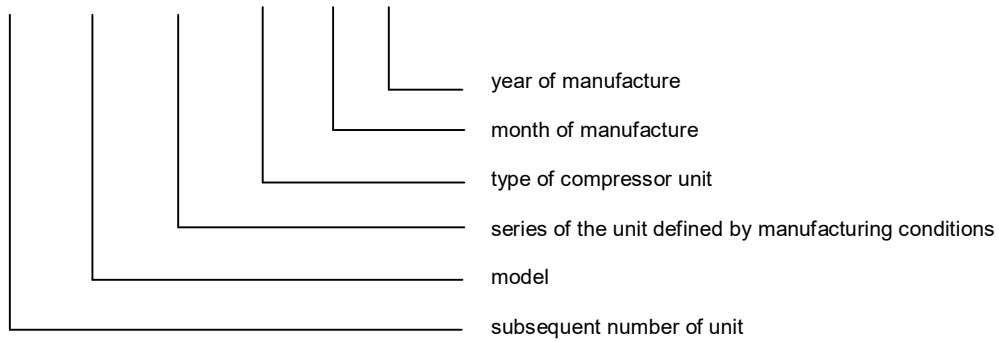 year of manufacture
month of manufacture
type of compressor unit
series of the unit defined by manufacturing conditions
model
subsequent number of unit